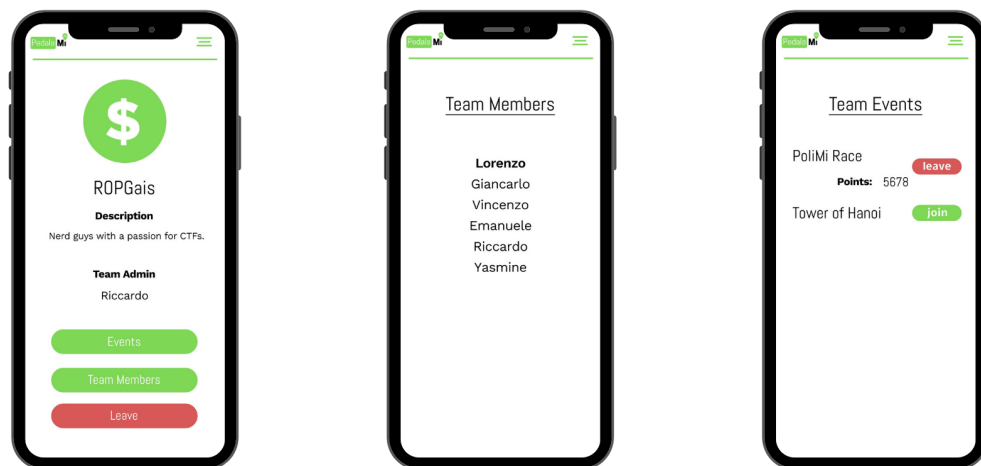 Pedala Mi
ROPGais
Description
Nerd guys with a passion for CTFs.
Team Admin
Riccardo
Events
Team Members
Leave
Pedala Mi
Team Members
Lorenzo
Giancarlo
Vincenzo
Emanuele
Riccardo
Yasmine
Pedala Mi
Team Events
PoliMi Race
leave
Points: 5678
Tower of Hanoi
join